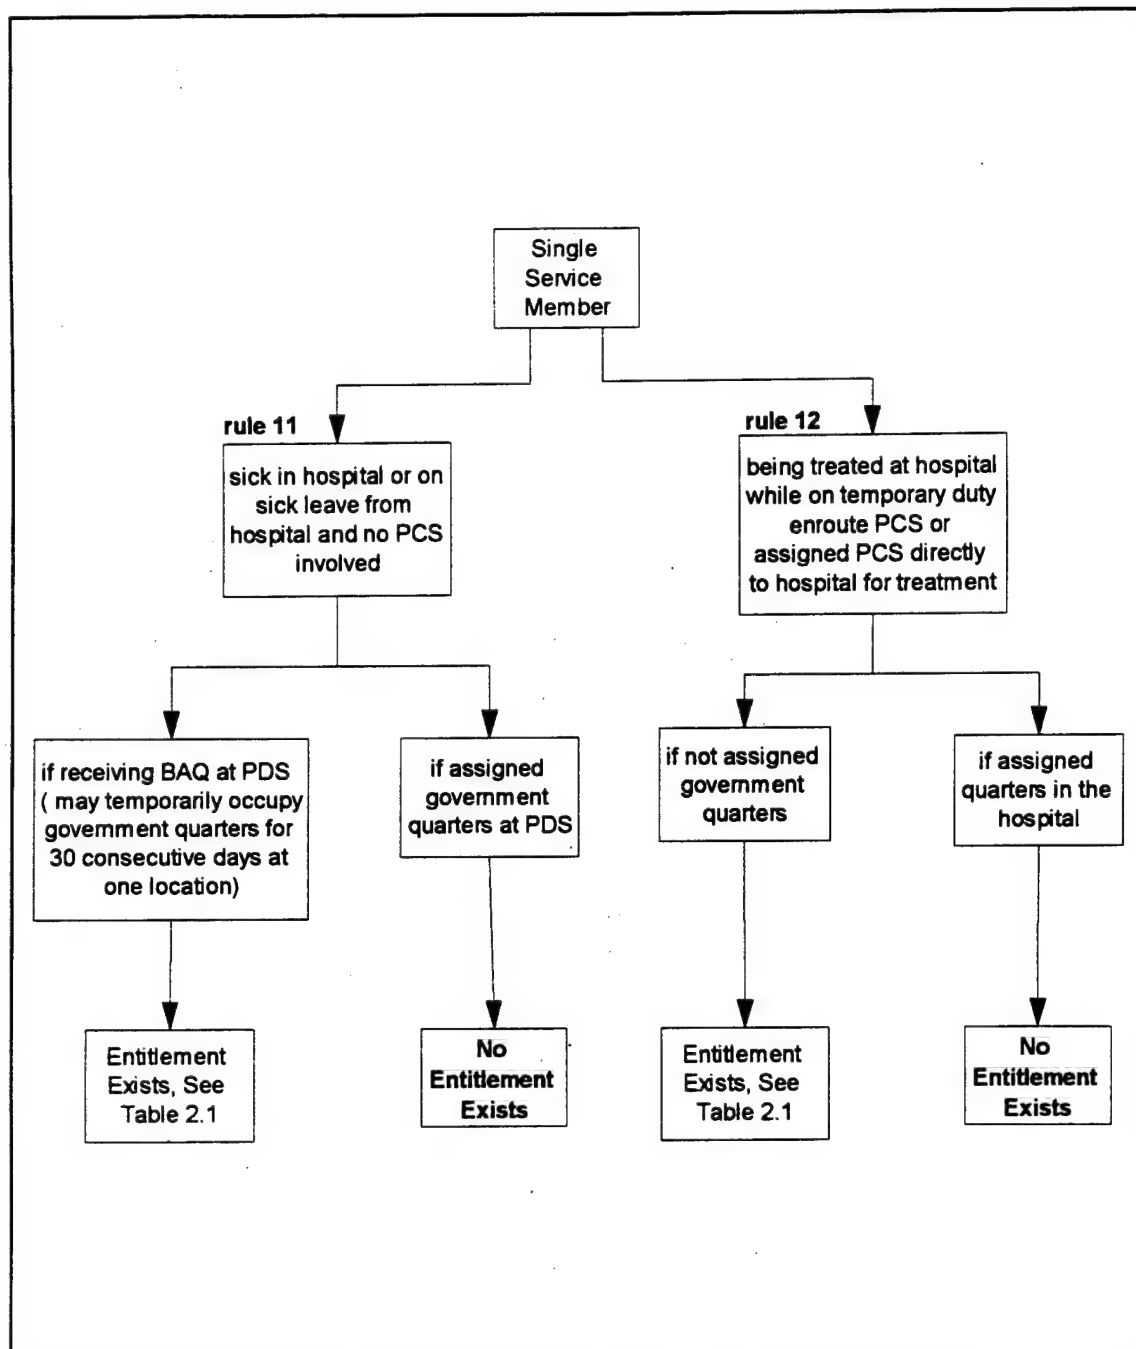 Single
Service
Member
rule 11
sick in hospital or on
sick leave from
hospital and no PCS
involved
rule 12
being treated at hospital
while on temporary duty
enroute PCS or
assigned PCS directly
to hospital for treatment
if receiving BAQ at PDS
( may temporarily occupy
government quarters for
30 consecutive days at
one location)
if assigned
government
quarters at PDS
if not assigned
government
quarters
if assigned
quarters in the
hospital
Entitlement
Exists, See
Table 2.1
No
Entitlement
Exists
Entitlement
Exists, See
Table 2.1
No
Entitlement
Exists